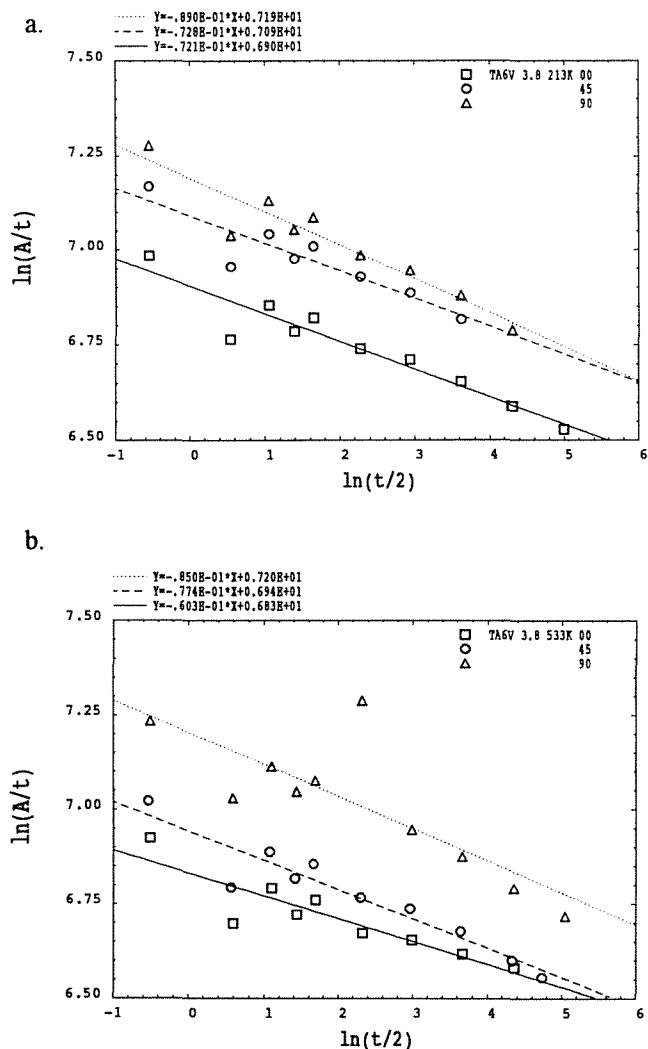 a.
Y=-.890E-01*X+0.719E+01
Y=-.728E-01*X+0.709E+01
Y=-.721E-01*X+0.690E+01
7.50
7.25
7.00
6.75
6.50
ln(A/t)
TA6V 3.8 213K 00
45
90
-1 0 1 2 3 4 5 6
ln(t/2)
b.
Y=-.850E-01*X+0.720E+01
Y=-.774E-01*X+0.694E+01
Y=-.603E-01*X+0.683E+01
7.50
7.25
7.00
6.75
6.50
ln(A/t)
TA6V 3.8 533K 00
45
90
-1 0 1 2 3 4 5 6
ln(t/2)